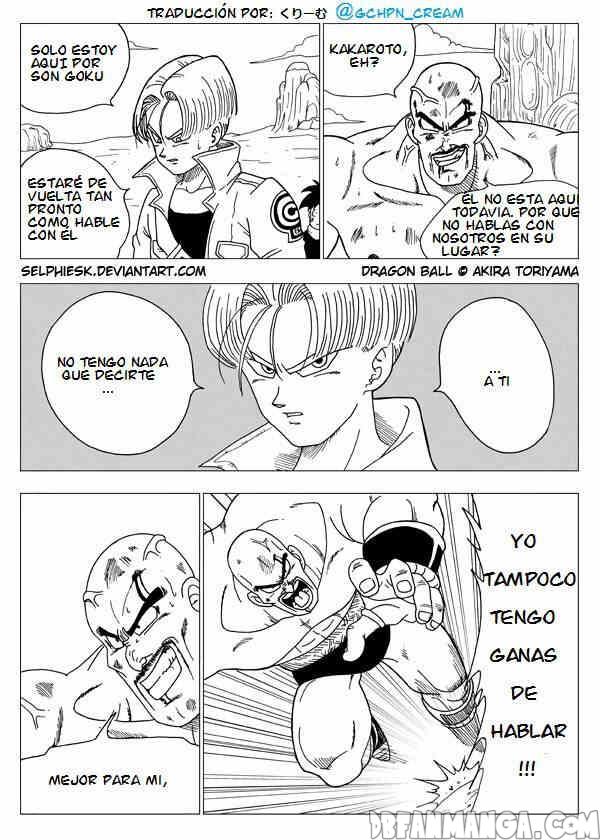 TRADUCCIÓN POR: くりーむ @GCHPN_CREAM
SOLO ESTOY
AQUI POR
SON GOKU
ESTARÉ DE
VUELTA TAN
PRONTO
COMO HABLE
CON ÉL
KAKAROTO,
EH?
ÉL NO ESTA AQUI
TODAVIA. POR QUE
NO HABLAS CON
NOSOTROS EN SU
LUGAR?
SELPHIESK.DEVIANTART.COM
DRAGON BALL © AKIRA TORIYAMA
NO TENGO NADA
QUE DECIRTE
...
...
A TI
MEJOR PARA MI,
YO
TAMPOCO
TENGO
GANAS
DE
HABLAR
!!!
DBFANMANGA.COM